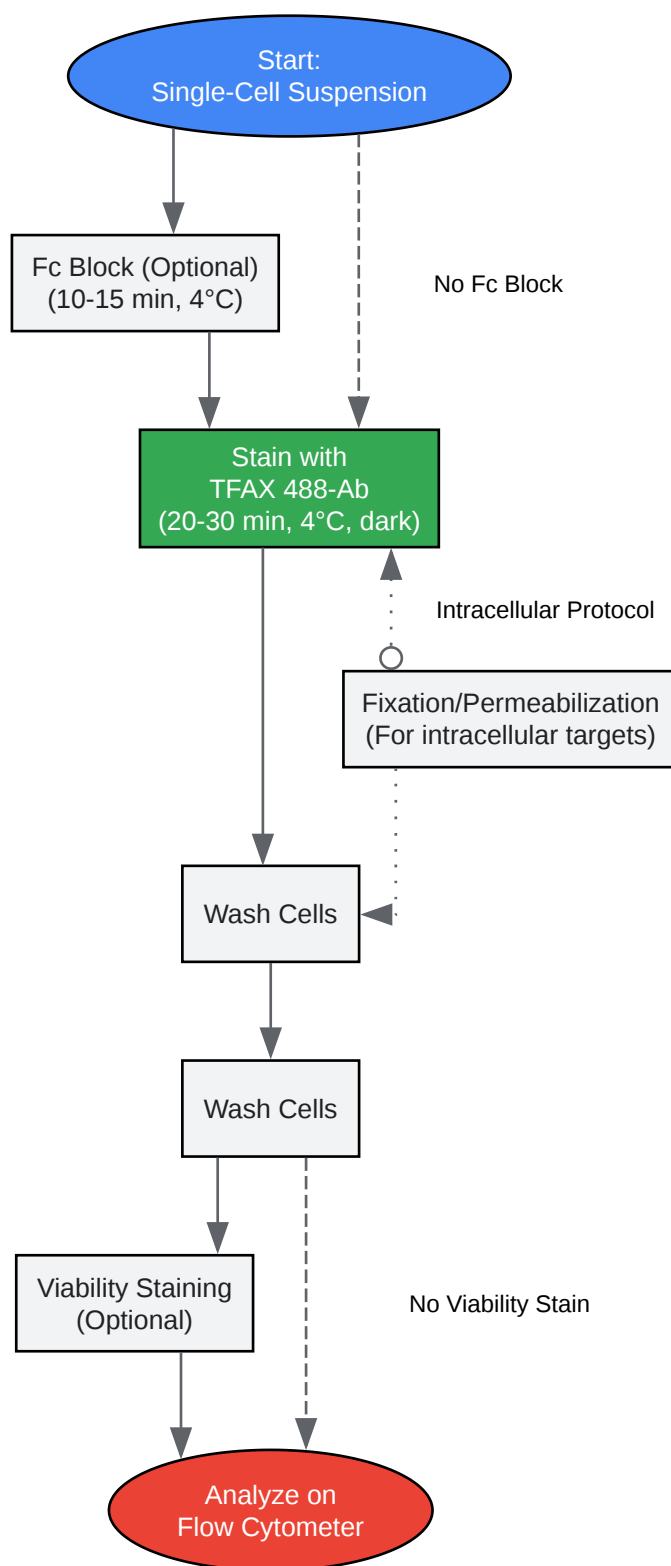 Start:
Single-Cell Suspension
Fc Block (Optional)
(10-15 min, 4°C)
No Fc Block
Stain with
TFAX 488-Ab
(20-30 min, 4°C, dark)
Intracellular Protocol
Fixation/Permeabilization
(For intracellular targets)
Wash Cells
Wash Cells
Viability Staining
(Optional)
No Viability Stain
Analyze on
Flow Cytometer